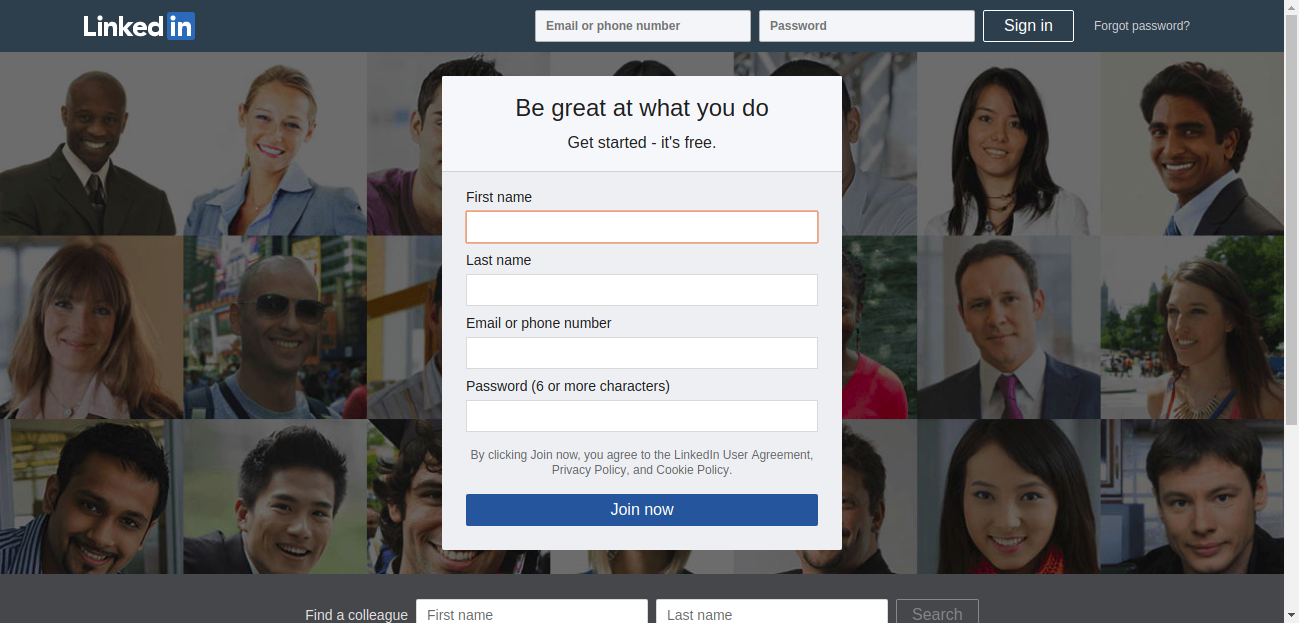 Linked in
Email or phone number
Password
Sign in
Forgot password?
Be great at what you do
Get started - it's free.
First name
Last name
Email or phone number
Password (6 or more characters)
By clicking Join now, you agree to the LinkedIn User Agreement,
Privacy Policy, and Cookie Policy.
Join now
Find a colleague
First name
Last name
Search